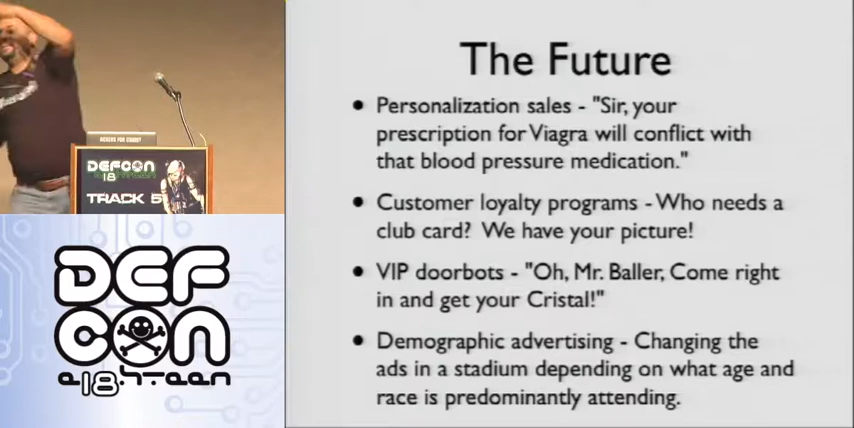 The Future
• Personalization sales - "Sir, your
prescription for Viagra will conflict with
that blood pressure medication."
• Customer loyalty programs - Who needs a
club card? We have your picture!
• VIP doorbots - "Oh, Mr. Baller, Come right
in and get your Cristal!"
• Demographic advertising - Changing the
ads in a stadium depending on what age and
race is predominantly attending.
DEFCON
18
TRACK 5
DEF
CON
e18hteen